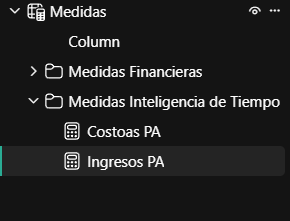 Medidas
Column
Medidas Financieras
Medidas Inteligencia de Tiempo
Costoas PA
Ingresos PA